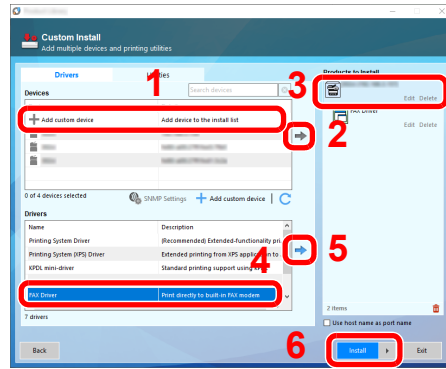 Custom Install
Add multiple devices and printing utilities
Drivers
Utilities
Products to Install
1
3
Devices
Search devices
Edit Delete
Add custom device
Add device to the install list
FAX Driver
2
Edit Delete
0 of 4 devices selected
SNMP Settings
Add custom device
Drivers
Name
Description
Printing System Driver
(Recommended) Extended-functionality pri
Printing System (XPS) Driver
Extended printing from XPS application to
5
KPDL mini-driver
Standard printing support using
4
FAX Driver
Print directly to built-in FAX modem
7 drivers
2 items
Use host name as port name
6
Back
Install
Exit